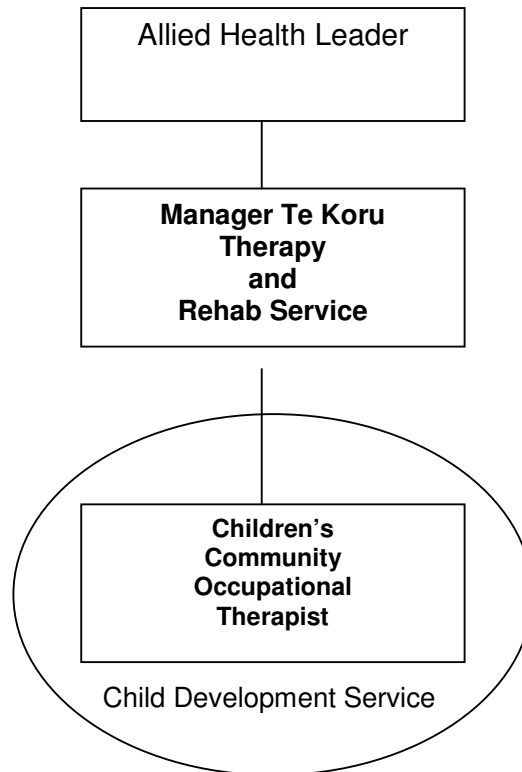 Allied Health Leader
Manager Te Koru
Therapy
and
Rehab Service
Children’s
Community
Occupational
Therapist
Child Development Service